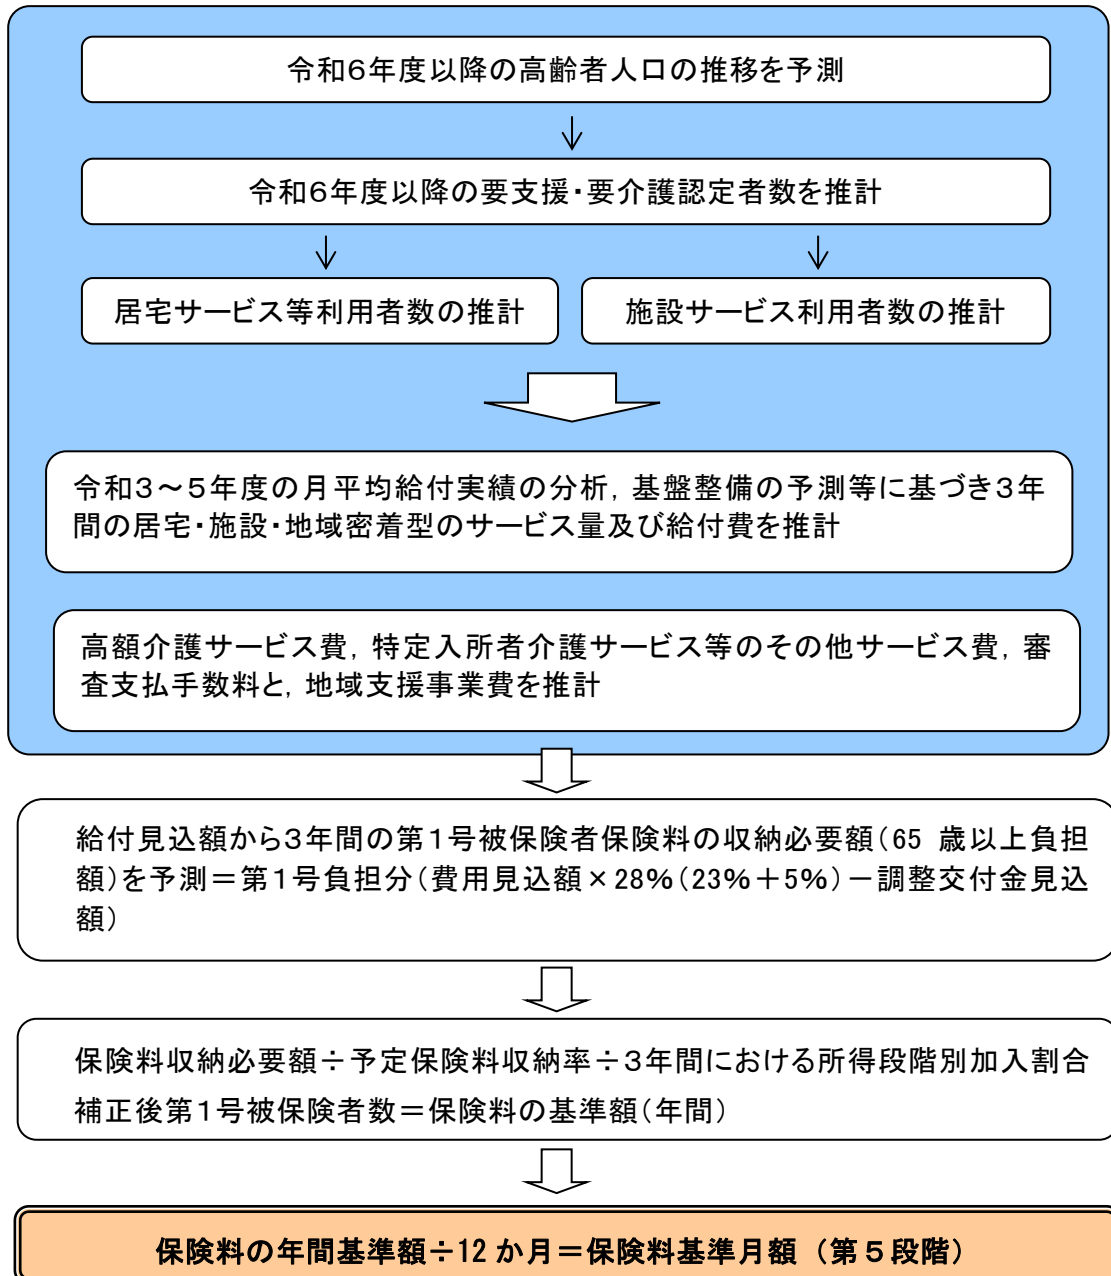 令和６年度以降の高齢者人口の推移を予測
令和６年度以降の要支援・要介護認定者数を推計
居宅サービス等利用者数の推計
施設サービス利用者数の推計
令和３～５年度の月平均給付実績の分析，基盤整備の予測等に基づき３年
間の居宅・施設・地域密着型のサービス量及び給付費を推計
高額介護サービス費，特定入所者介護サービス等のその他サービス費，審
査支払手数料と，地域支援事業費を推計
給付見込額から３年間の第１号被保険者保険料の収納必要額（65 歳以上負担
額）を予測＝第１号負担分（費用見込額×28％（23％＋5％）－調整交付金見込
額）
保険料収納必要額÷予定保険料収納率÷３年間における所得段階別加入割合
補正後第１号被保険者数＝保険料の基準額（年間）
保険料の年間基準額÷12 か月＝保険料基準月額（第５段階）